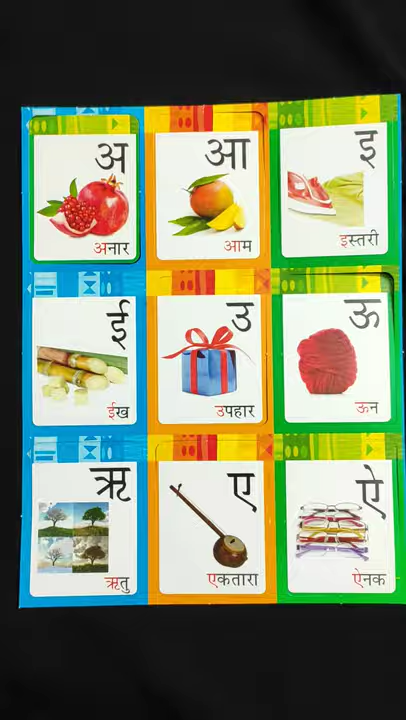 अ
अनार
आ
आम
इ
इस्तरी
ई
ईख
उ
उपहार
ऊ
ऊन
ऋ
ऋतु
ए
एकतारा
ऐ
ऐनक